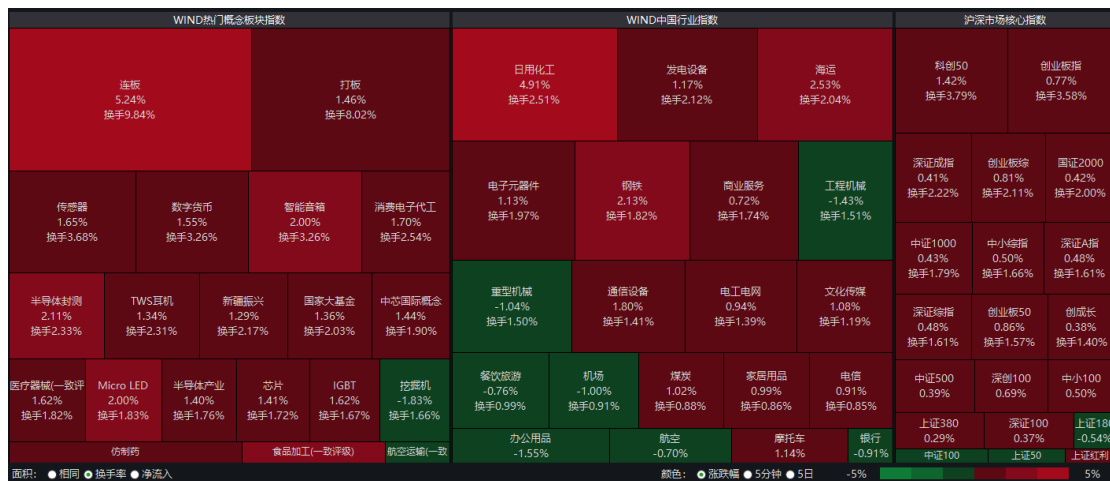 WIND热门概念板块指数
连板
5.24%
换手9.84%
打板
1.46%
换手8.02%
传感器
1.65%
换手3.68%
数字货币
1.55%
换手3.26%
智能音箱
2.00%
换手3.26%
消费电子代工
1.70%
换手2.54%
半导体封测
2.11%
换手2.33%
TWS耳机
1.34%
换手2.31%
新疆振兴
1.29%
换手2.17%
国家大基金
1.36%
换手2.03%
中芯国际概念
1.44%
换手1.90%
医疗器械(一致评
1.62%
换手1.82%
Micro LED
2.00%
换手1.83%
半导体产业
1.40%
换手1.76%
芯片
1.41%
换手1.72%
IGBT
1.62%
换手1.67%
挖掘机
-1.83%
换手1.66%
仿制药
食品加工(一致评级)
航空运输(一致
WIND中国行业指数
日用化工
4.91%
换手2.51%
发电设备
1.17%
换手2.12%
海运
2.53%
换手2.04%
电子元器件
1.13%
换手1.97%
钢铁
2.13%
换手1.82%
商业服务
0.72%
换手1.74%
工程机械
-1.43%
换手1.51%
重型机械
-1.04%
换手1.50%
通信设备
1.80%
换手1.41%
电工电网
0.94%
换手1.39%
文化传媒
1.08%
换手1.19%
餐饮旅游
-0.76%
换手0.99%
机场
-1.00%
换手0.91%
煤炭
1.02%
换手0.88%
家居用品
0.99%
换手0.86%
电信
0.91%
换手0.85%
办公用品
-1.55%
航空
-0.70%
摩托车
1.14%
银行
-0.91%
沪深市场核心指数
科创50
1.42%
换手3.79%
创业板指
0.77%
换手3.58%
深证成指
0.41%
换手2.22%
创业板综
0.81%
换手2.11%
国证2000
0.42%
换手2.00%
中证1000
0.43%
换手1.79%
中小综指
0.50%
换手1.66%
深证A指
0.48%
换手1.61%
深证综指
0.48%
换手1.61%
创业板50
0.86%
换手1.57%
创成长
0.38%
换手1.40%
中证500
0.39%
深创100
0.69%
中小100
0.50%
上证380
0.29%
深证100
0.37%
上证180
-0.54%
中证100
上证50
上证红利
面积: 相同 换手率 净流入
颜色: 涨跌幅 5分钟 5日 -5% 5%